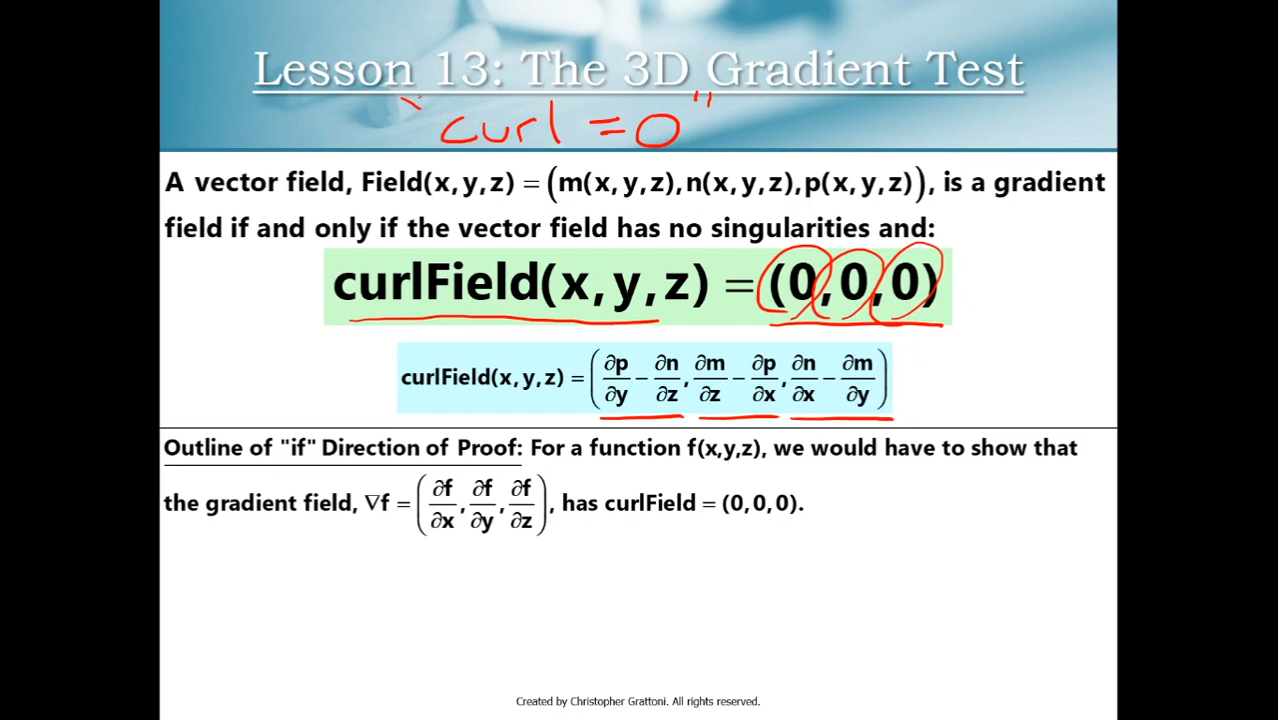 Lesson 13: The 3D Gradient Test
"curl = 0"
A vector field, Field(x,y,z) = (m(x,y,z),n(x,y,z),p(x,y,z)), is a gradient
field if and only if the vector field has no singularities and:
curlField(x,y,z) = (0,0,0)
curlField(x,y,z) = (∂p/∂y − ∂n/∂z, ∂m/∂z − ∂p/∂x, ∂n/∂x − ∂m/∂y)
Outline of "if" Direction of Proof: For a function f(x,y,z), we would have to show that
the gradient field, ∇f = (∂f/∂x, ∂f/∂y, ∂f/∂z), has curlField = (0,0,0).
Created by Christopher Grattoni. All rights reserved.